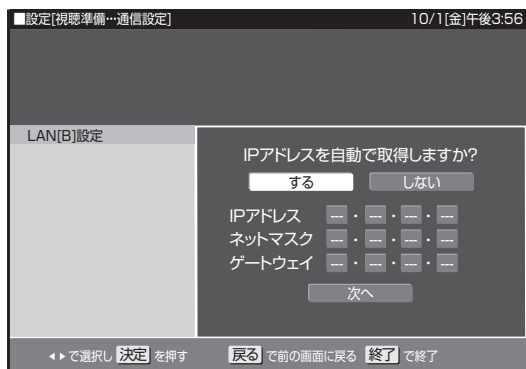 ■設定[視聴準備…通信設定] 10/1[金]午後3:56
LAN[B]設定
IPアドレスを自動で取得しますか?
する しない
IPアドレス --- ・ --- ・ --- ・ ---
ネットマスク --- ・ --- ・ --- ・ ---
ゲートウェイ --- ・ --- ・ --- ・ ---
次へ
◀▶で選択し 決定 を押す 戻る で前の画面に戻る 終了 で終了